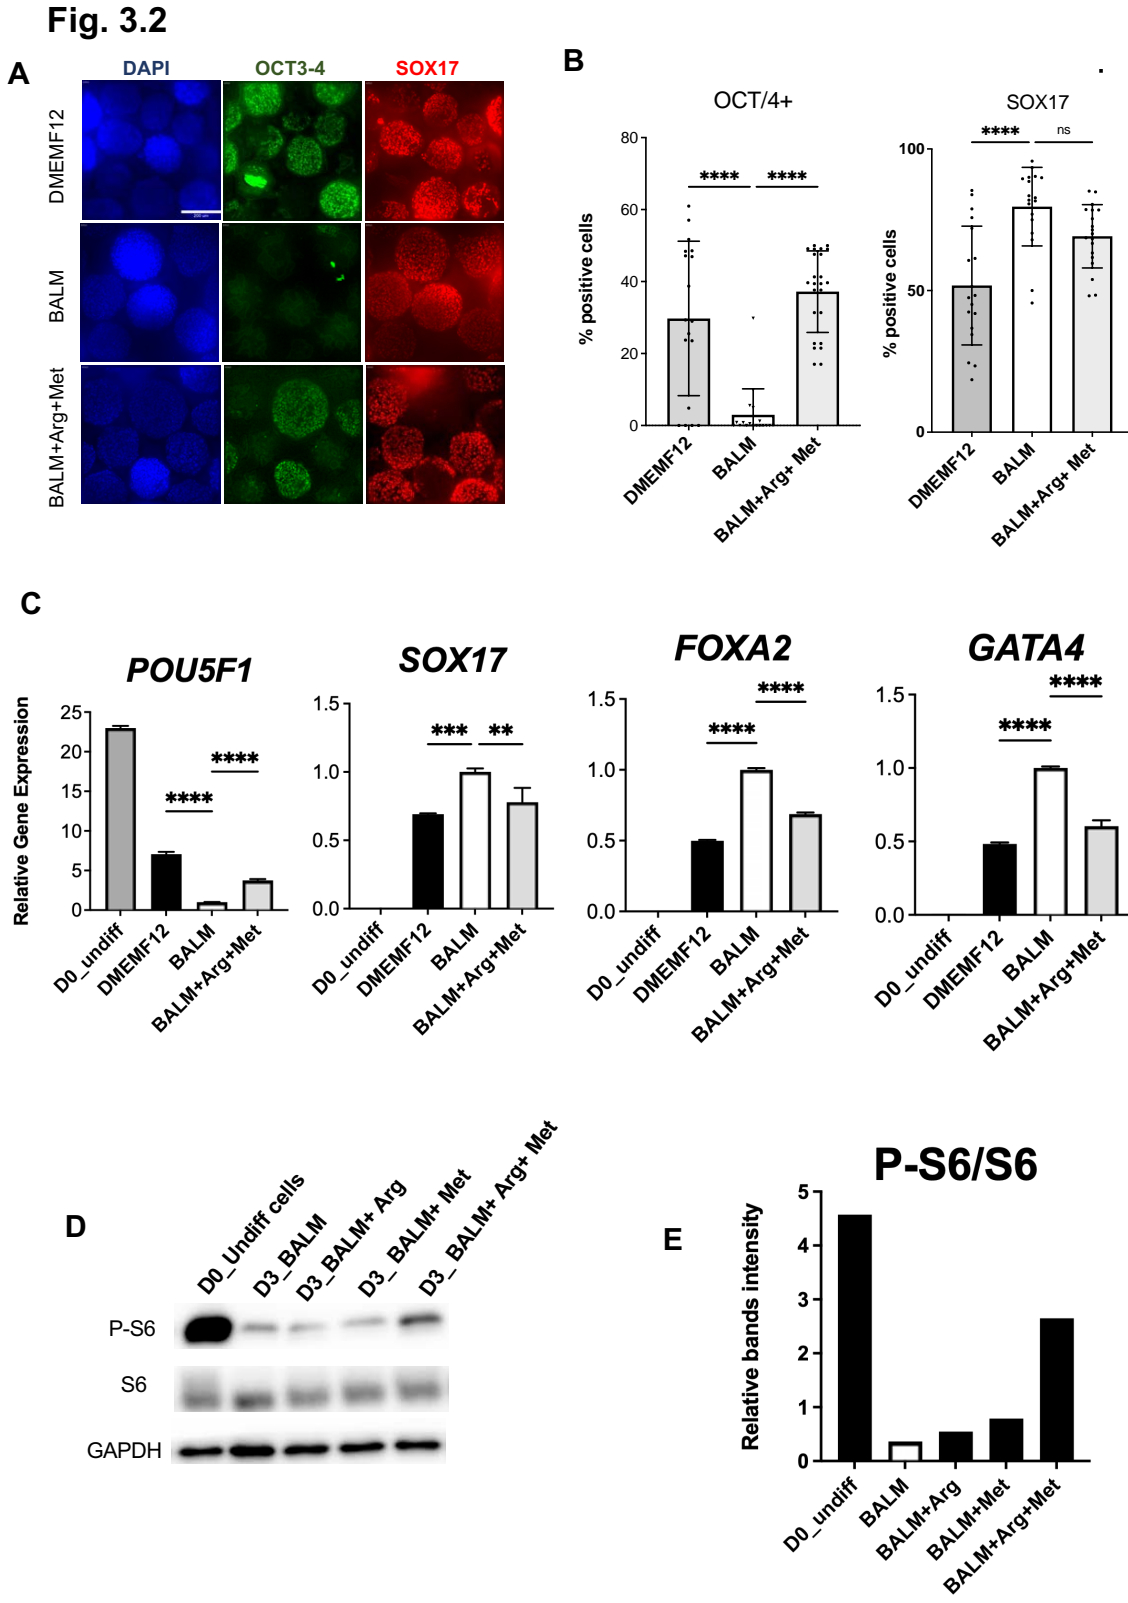 Fig. 3.2
A
DAPI OCT3-4 SOX17
DMEMF12
BALM
BALM+Arg+Met
200 um
B
OCT/4+
% positive cells
80
60
40
20
0
****
****
DMEMF12
BALM
BALM+Arg+ Met
SOX17
% positive cells
100
50
0
****
ns
DMEMF12
BALM
BALM+Arg+Met
C
POU5F1
Relative Gene Expression
25
20
15
10
5
0
****
****
D0_undiff
DMEMF12
BALM
BALM+Arg+Met
SOX17
1.5
1.0
0.5
0.0
***
**
D0_undiff
DMEMF12
BALM
BALM+Arg+Met
FOXA2
1.5
1.0
0.5
0.0
****
****
D0_undiff
DMEMF12
BALM
BALM+Arg+Met
GATA4
1.5
1.0
0.5
0.0
****
****
D0_undiff
DMEMF12
BALM
BALM+Arg+Met
D
D0_Undiff cells
D3_BALM
D3_BALM+ Arg
D3_ BALM+ Met
D3_ BALM+ Arg+ Met
P-S6
S6
GAPDH
E
P-S6/S6
Relative bands intensity
5
4
3
2
1
0
D0_undiff
BALM
BALM+Arg
BALM+Met
BALM+Arg+Met